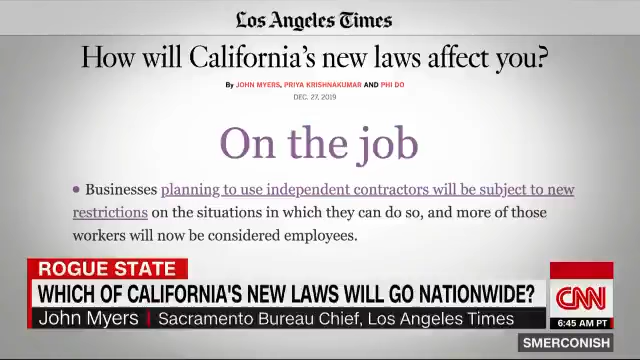 Los Angeles Times
How will California's new laws affect you?
By JOHN MYERS, PRIYA KRISHNAKUMAR AND PHI DO
DEC. 27, 2019
On the job
• Businesses planning to use independent contractors will be subject to new
restrictions on the situations in which they can do so, and more of those
workers will now be considered employees.
ROGUE STATE
WHICH OF CALIFORNIA'S NEW LAWS WILL GO NATIONWIDE?
John Myers | Sacramento Bureau Chief, Los Angeles Times
CNN
6:45 AM PT
SMERCONISH